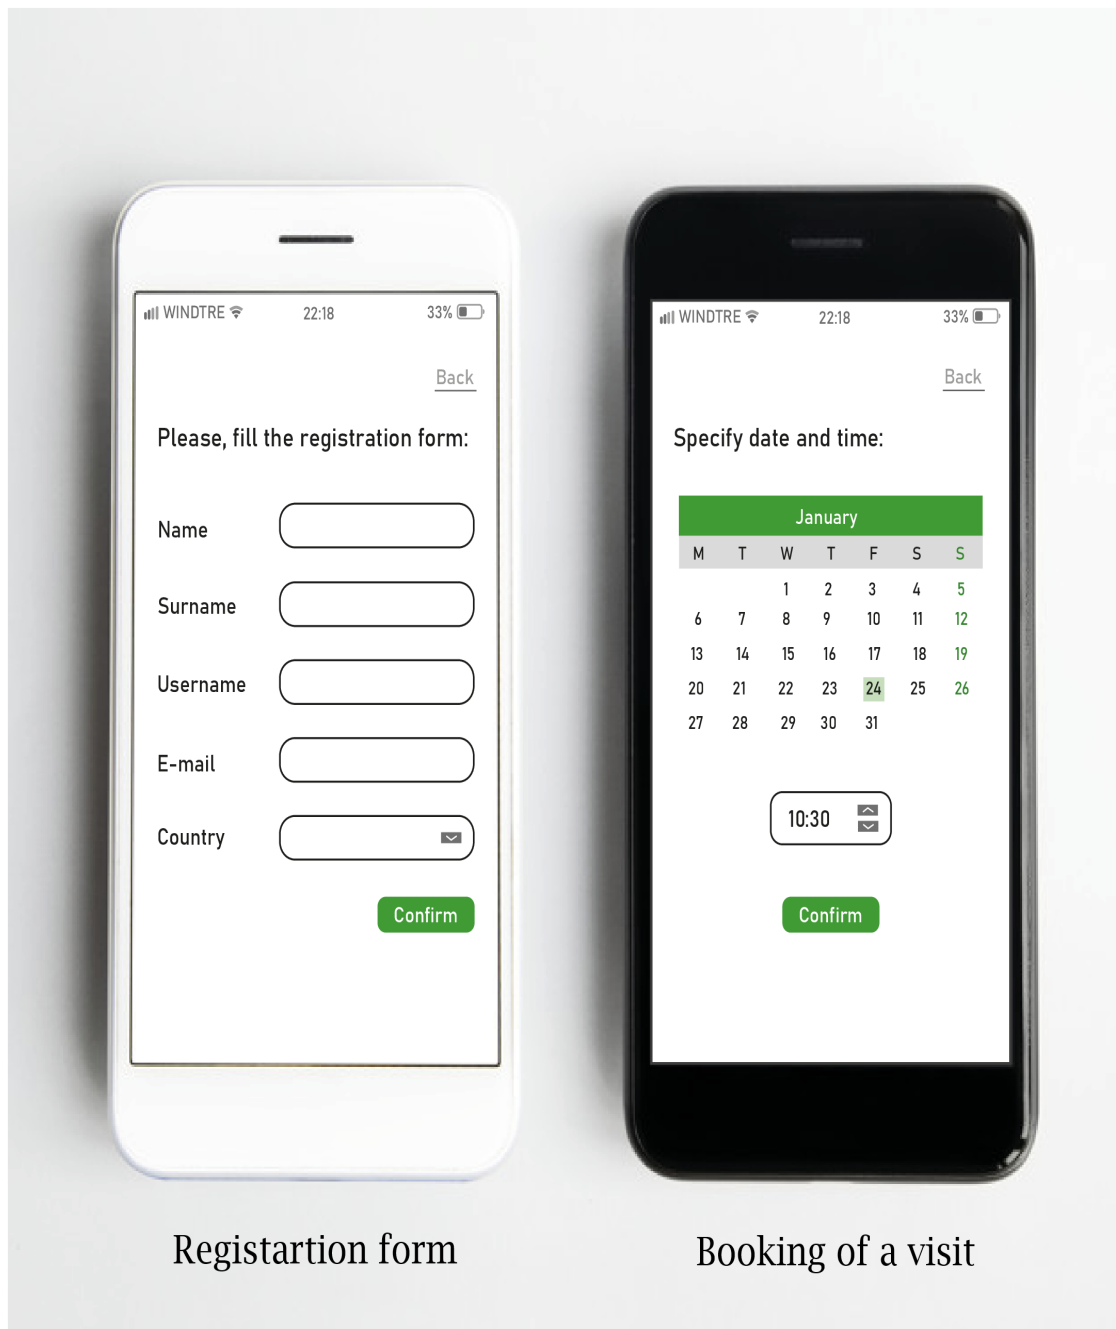 WINDTRE 22:18 33%
Back
Please, fill the registration form:
Name
Surname
Username
E-mail
Country
Confirm
Registartion form
WINDTRE 22:18 33%
Back
Specify date and time:
January
M T W T F S S
1 2 3 4 5
6 7 8 9 10 11 12
13 14 15 16 17 18 19
20 21 22 23 24 25 26
27 28 29 30 31
10:30
Confirm
Booking of a visit